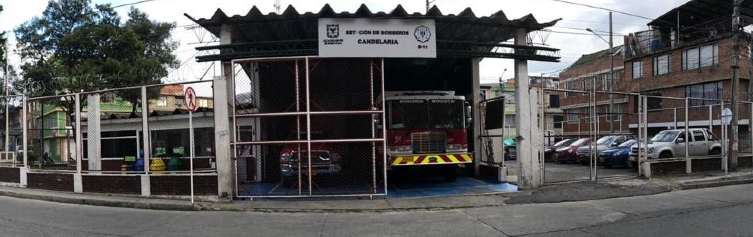 ESTACIÓN DE BOMBEROS
CANDELARIA
B-11
BOMBEROS BOGOTÁ